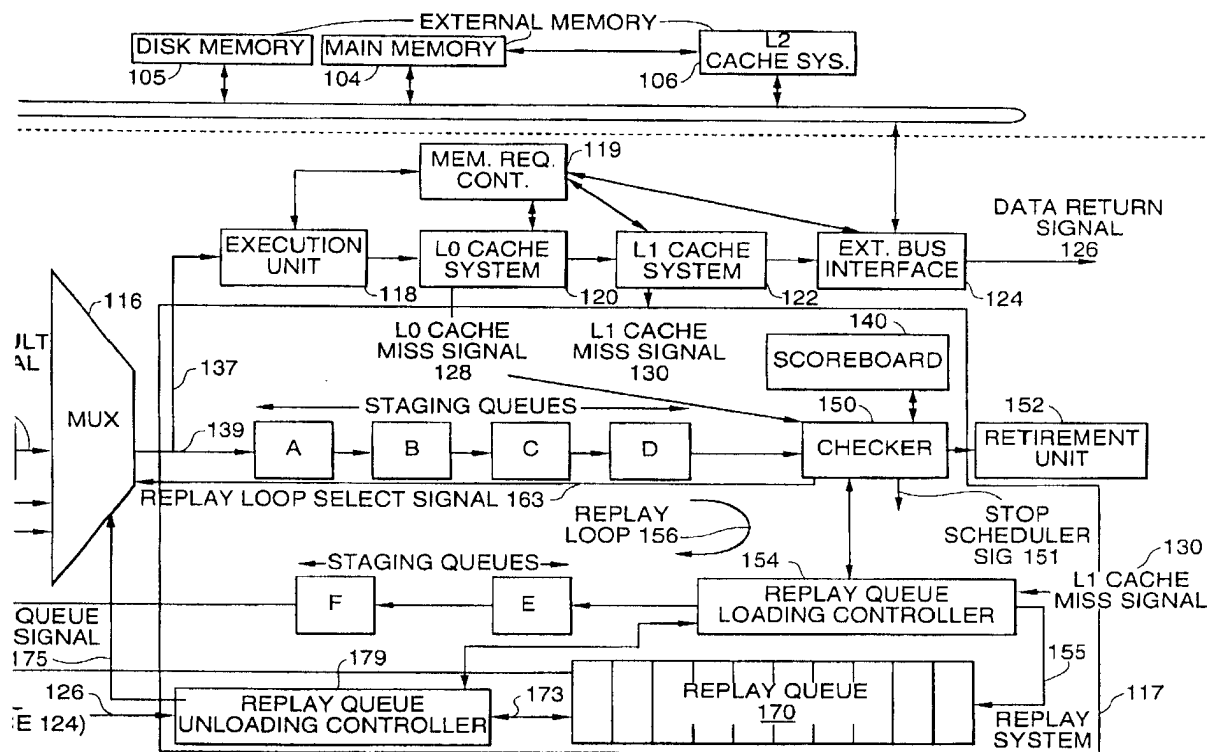 EXTERNAL MEMORY
DISK MEMORY
MAIN MEMORY
L2
CACHE SYS.
105
104
106
MEM. REQ.
CONT.
119
DATA RETURN
SIGNAL
126
EXECUTION
UNIT
L0 CACHE
SYSTEM
L1 CACHE
SYSTEM
EXT. BUS
INTERFACE
116
118
120
122
124
ULT
AL
137
L0 CACHE
MISS SIGNAL
128
L1 CACHE
MISS SIGNAL
130
140
SCOREBOARD
MUX
STAGING QUEUES
150
152
139
A
B
C
D
CHECKER
RETIREMENT
UNIT
REPLAY LOOP SELECT SIGNAL 163
REPLAY
LOOP 156
STOP
SCHEDULER
SIG 151
130
STAGING QUEUES
154
L1 CACHE
MISS SIGNAL
F
E
REPLAY QUEUE
LOADING CONTROLLER
QUEUE
SIGNAL
175
179
155
126
E 124)
REPLAY QUEUE
UNLOADING CONTROLLER
173
REPLAY QUEUE
170
117
REPLAY
SYSTEM